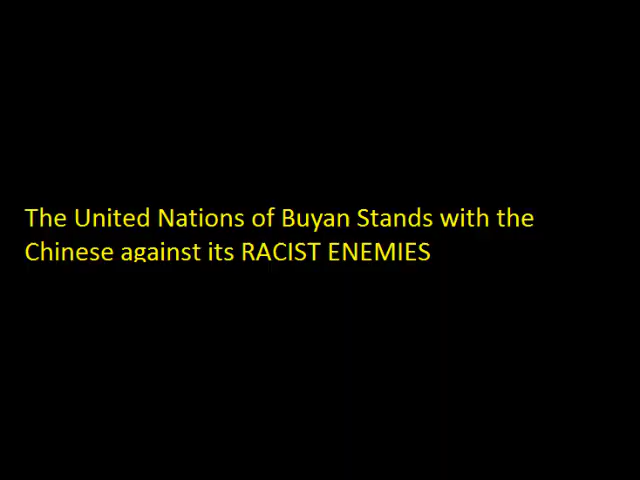 The United Nations of Buyan Stands with the
Chinese against its RACIST ENEMIES